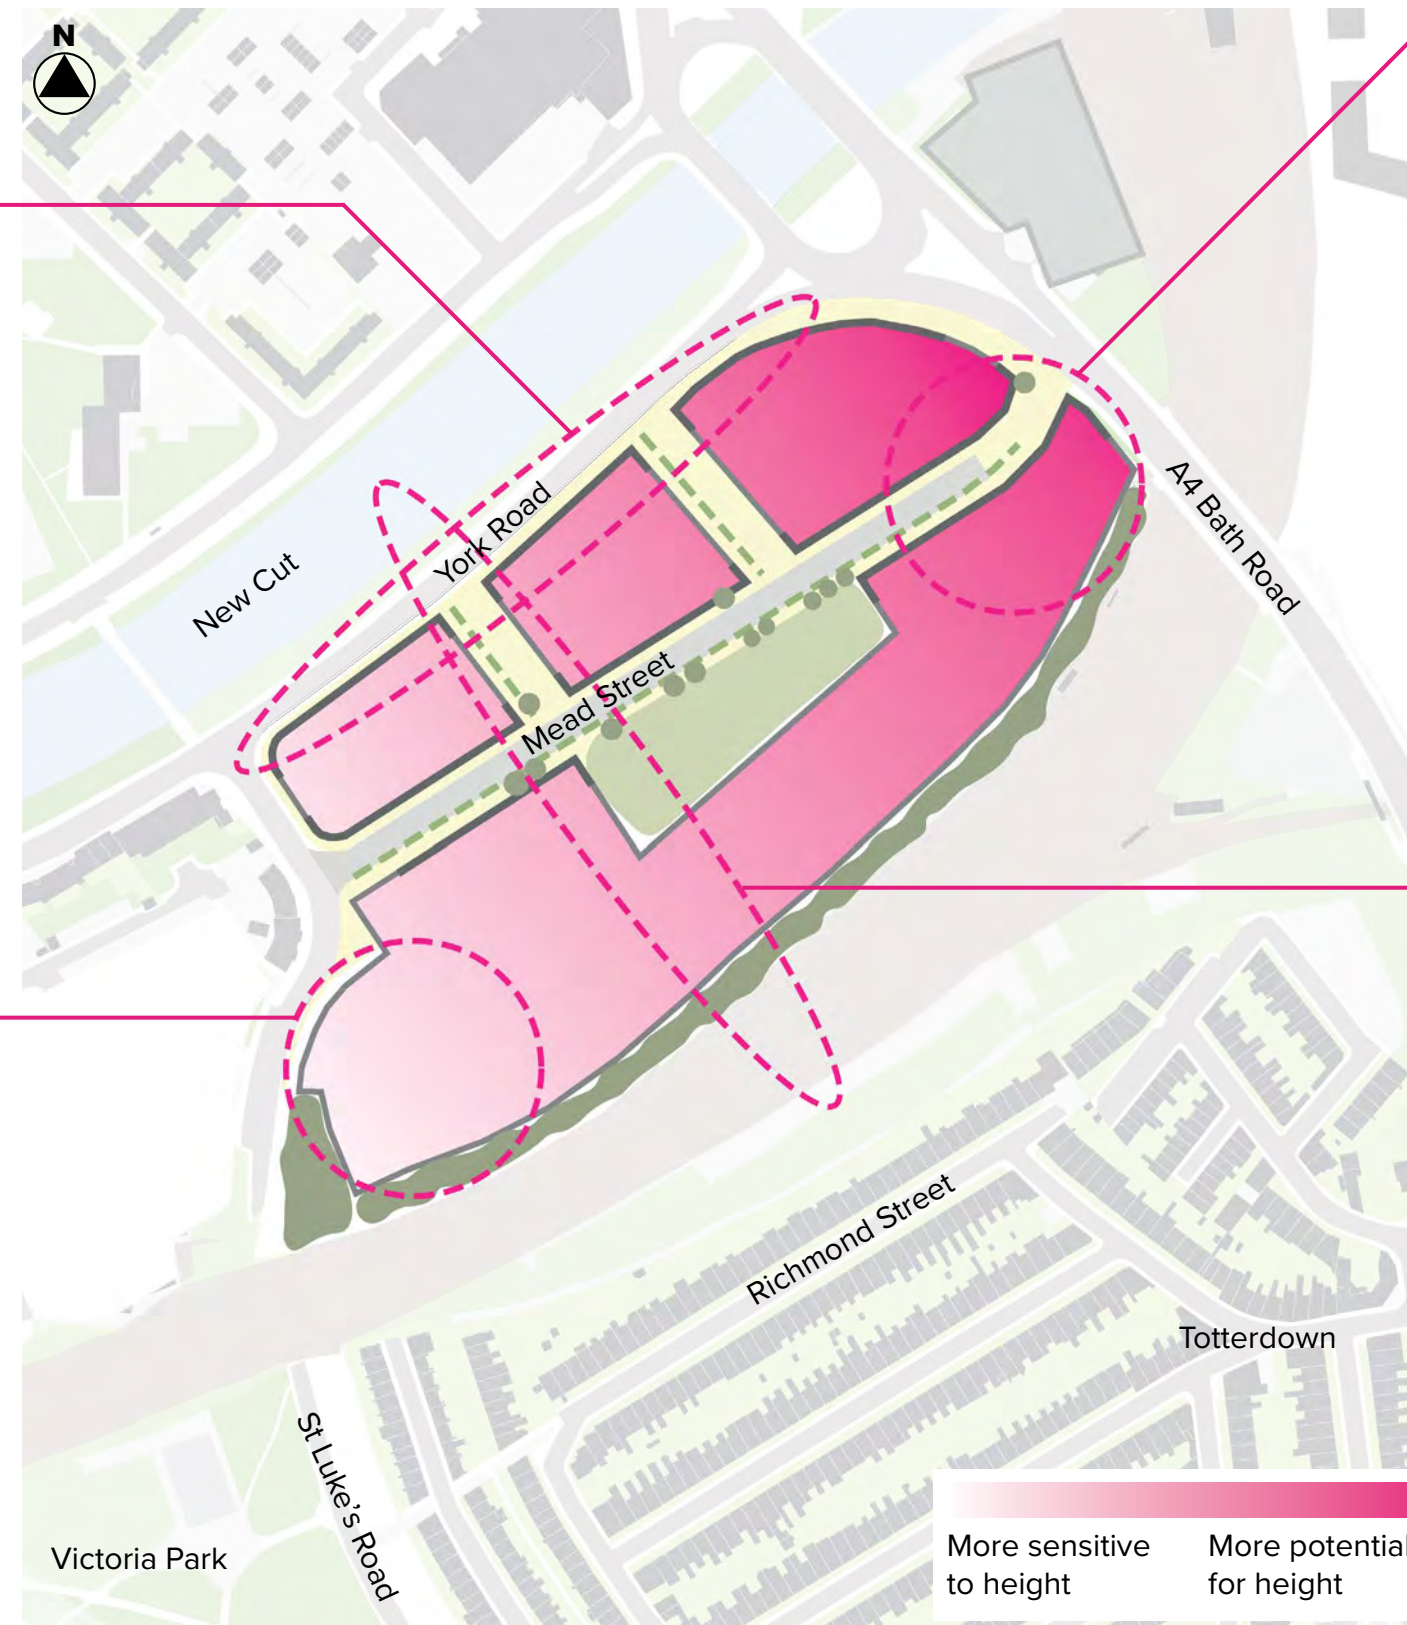 N
A4 Bath Road
York Road
New Cut
Mead Street
Richmond Street
Totterdown
St Luke's Road
Victoria Park
More sensitive
to height
More potential
for height